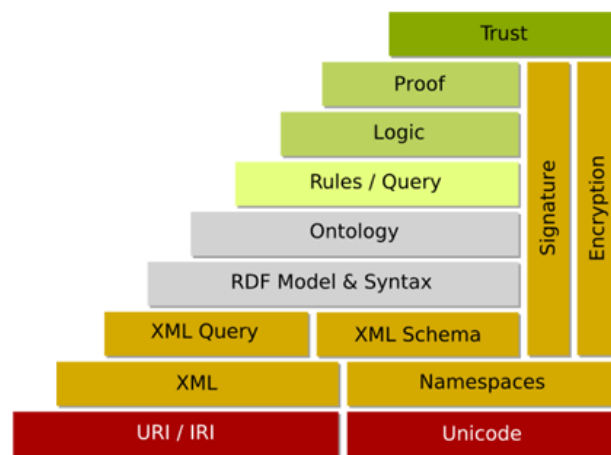 Trust
Proof
Logic
Rules / Query
Ontology
RDF Model & Syntax
XML Query
XML Schema
Signature
Encryption
XML
Namespaces
URI / IRI
Unicode